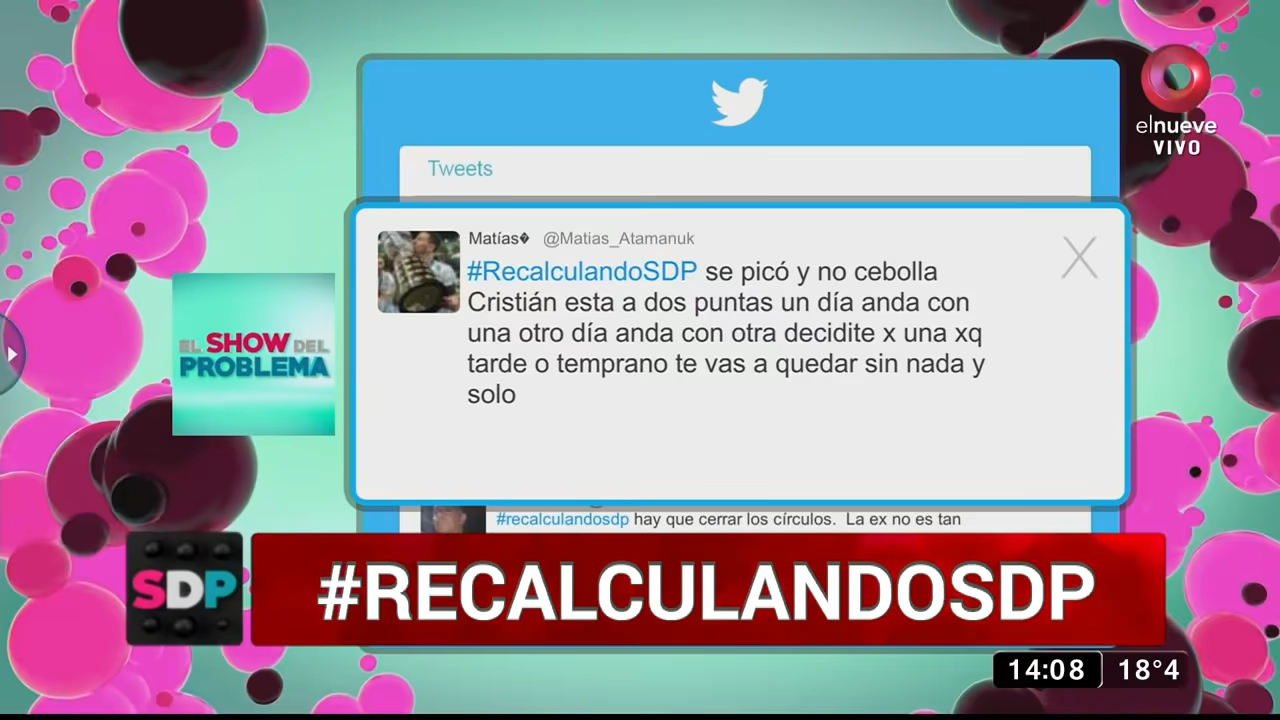 elnueve
VIVO
Tweets
Matías� @Matias_Atamanuk
#RecalculandoSDP se picó y no cebolla
Cristián esta a dos puntas un día anda con
una otro día anda con otra decidite x una xq
tarde o temprano te vas a quedar sin nada y
solo
EL SHOW DEL
PROBLEMA
#recalculandosdp hay que cerrar los círculos. La ex no es tan
SDP
#RECALCULANDOSDP
14:08 18°4